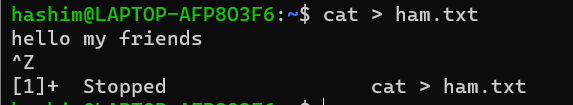 hashim@LAPTOP-AFP8O3F6:~$ cat > ham.txt
hello my friends
^Z
[1]+  Stopped                 cat > ham.txt